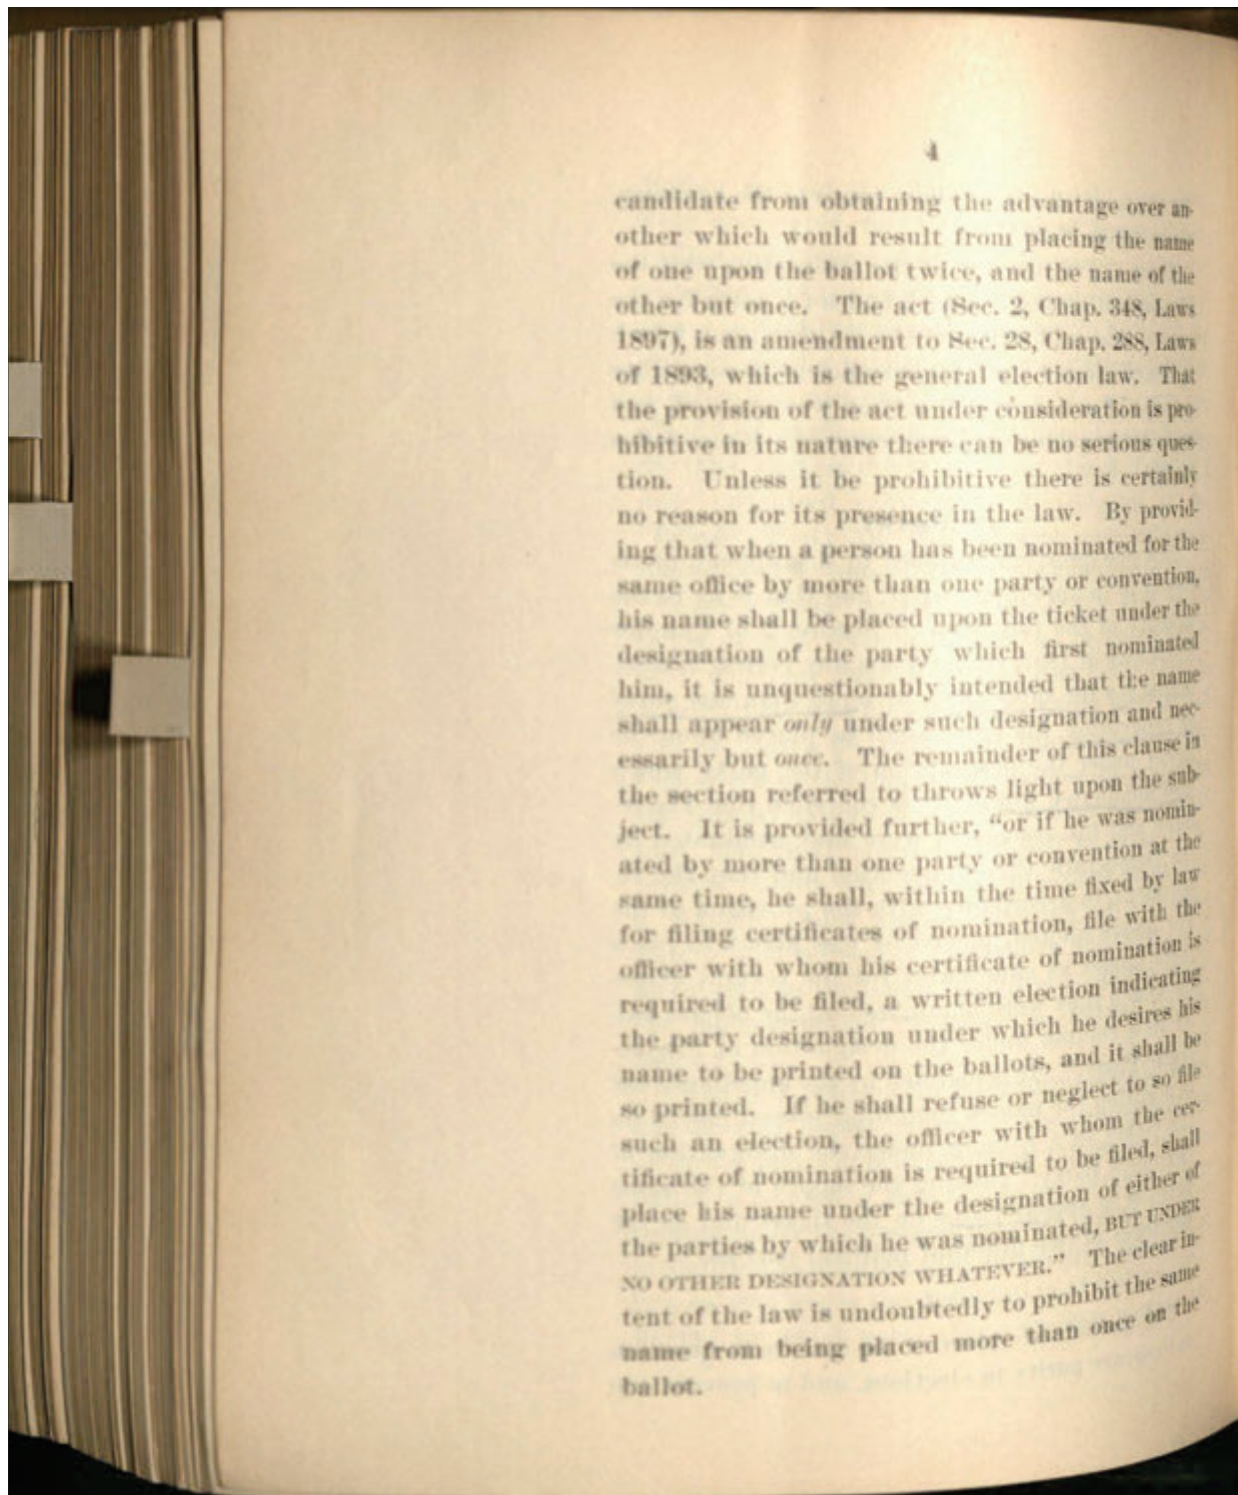 4
candidate from obtaining the advantage over an-
other which would result from placing the name
of one upon the ballot twice, and the name of the
other but once. The act (Sec. 2, Chap. 348, Laws
1897), is an amendment to Sec. 28, Chap. 288, Laws
of 1893, which is the general election law. That
the provision of the act under consideration is pro-
hibitive in its nature there can be no serious ques-
tion. Unless it be prohibitive there is certainly
no reason for its presence in the law. By provid-
ing that when a person has been nominated for the
same office by more than one party or convention,
his name shall be placed upon the ticket under the
designation of the party which first nominated
him, it is unquestionably intended that the name
shall appear only under such designation and nec-
essarily but once. The remainder of this clause in
the section referred to throws light upon the sub-
ject. It is provided further, “or if he was nomin-
ated by more than one party or convention at the
same time, he shall, within the time fixed by law
for filing certificates of nomination, file with the
officer with whom his certificate of nomination is
required to be filed, a written election indicating
the party designation under which he desires his
name to be printed on the ballots, and it shall be
so printed. If he shall refuse or neglect to so file
such an election, the officer with whom the cer-
tificate of nomination is required to be filed, shall
place his name under the designation of either of
the parties by which he was nominated, BUT UNDER
NO OTHER DESIGNATION WHATEVER.” The clear in-
tent of the law is undoubtedly to prohibit the same
name from being placed more than once on the
ballot.